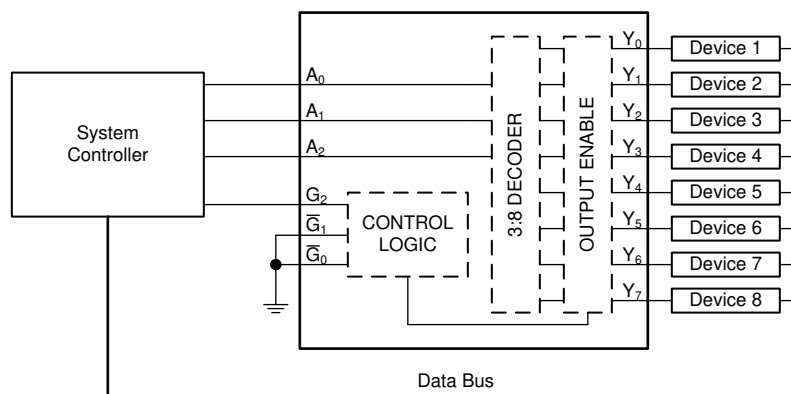 System
Controller
A₀
A₁
A₂
G₂
G̅₁
G̅₀
CONTROL
LOGIC
3:8 DECODER
OUTPUT ENABLE
Y₀
Y₁
Y₂
Y₃
Y₄
Y₅
Y₆
Y₇
Device 1
Device 2
Device 3
Device 4
Device 5
Device 6
Device 7
Device 8
Data Bus